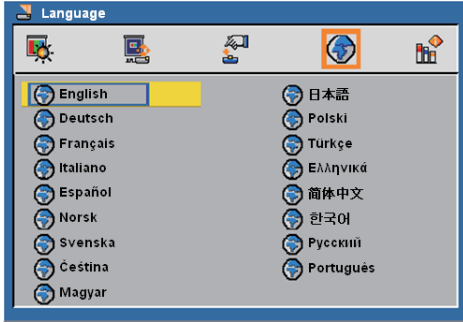 Language
English
Deutsch
Français
Italiano
Español
Norsk
Svenska
Čeština
Magyar
日本語
Polski
Türkçe
Ελληνικά
简体中文
한국어
Русский
Português